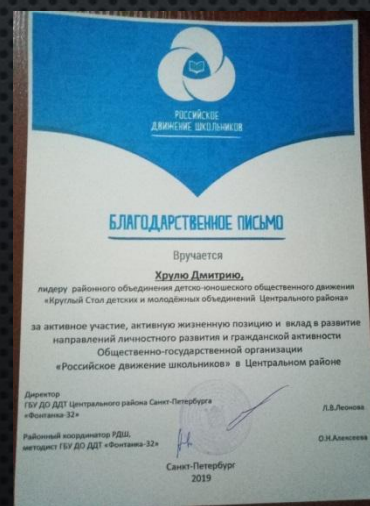 РОССИЙСКОЕ
ДВИЖЕНИЕ ШКОЛЬНИКОВ
БЛАГОДАРСТВЕННОЕ ПИСЬМО
Вручается
Хрулю Дмитрию,
лидеру районного объединения детско-юношеского общественного движения
«Круглый Стол детских и молодёжных объединений Центрального района»
за активное участие, активную жизненную позицию и вклад в развитие
направлений личностного развития и гражданской активности
Общественно-государственной организации
«Российское движение школьников» в Центральном районе
Директор
ГБУ ДО ДДТ Центрального района Санкт-Петербурга
«Фонтанка-32»
Л.В.Леонова
Районный координатор РДШ,
методист ГБУ ДО ДДТ «Фонтанка-32»
О.Н.Алексеева
Санкт-Петербург
2019